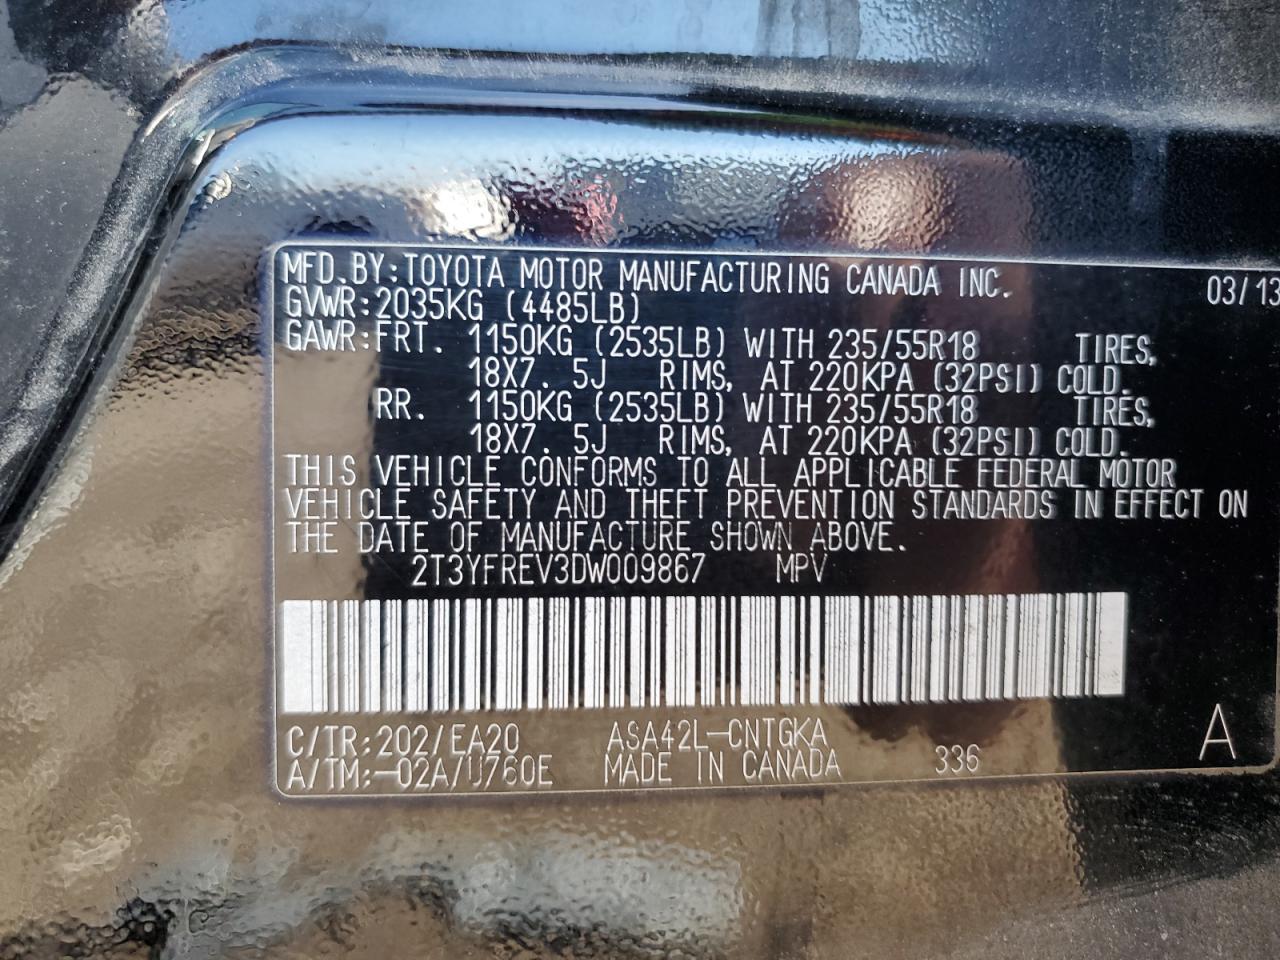 MFD.BY:TOYOTA MOTOR MANUFACTURING CANADA INC. 03/13
GVWR:2035KG (4485LB)
GAWR:FRT. 1150KG (2535LB) WITH 235/55R18 TIRES,
18X7.5J RIMS, AT 220KPA (32PSI) COLD.
RR. 1150KG (2535LB) WITH 235/55R18 TIRES,
18X7.5J RIMS, AT 220KPA (32PSI) COLD.
THIS VEHICLE CONFORMS TO ALL APPLICABLE FEDERAL MOTOR
VEHICLE SAFETY AND THEFT PREVENTION STANDARDS IN EFFECT ON
THE DATE OF MANUFACTURE SHOWN ABOVE.
2T3YFREV3DW009867 MPV
C/TR:202/EA20 ASA42L-CNTGKA
A/TM:-02A/U760E MADE IN CANADA 336 A